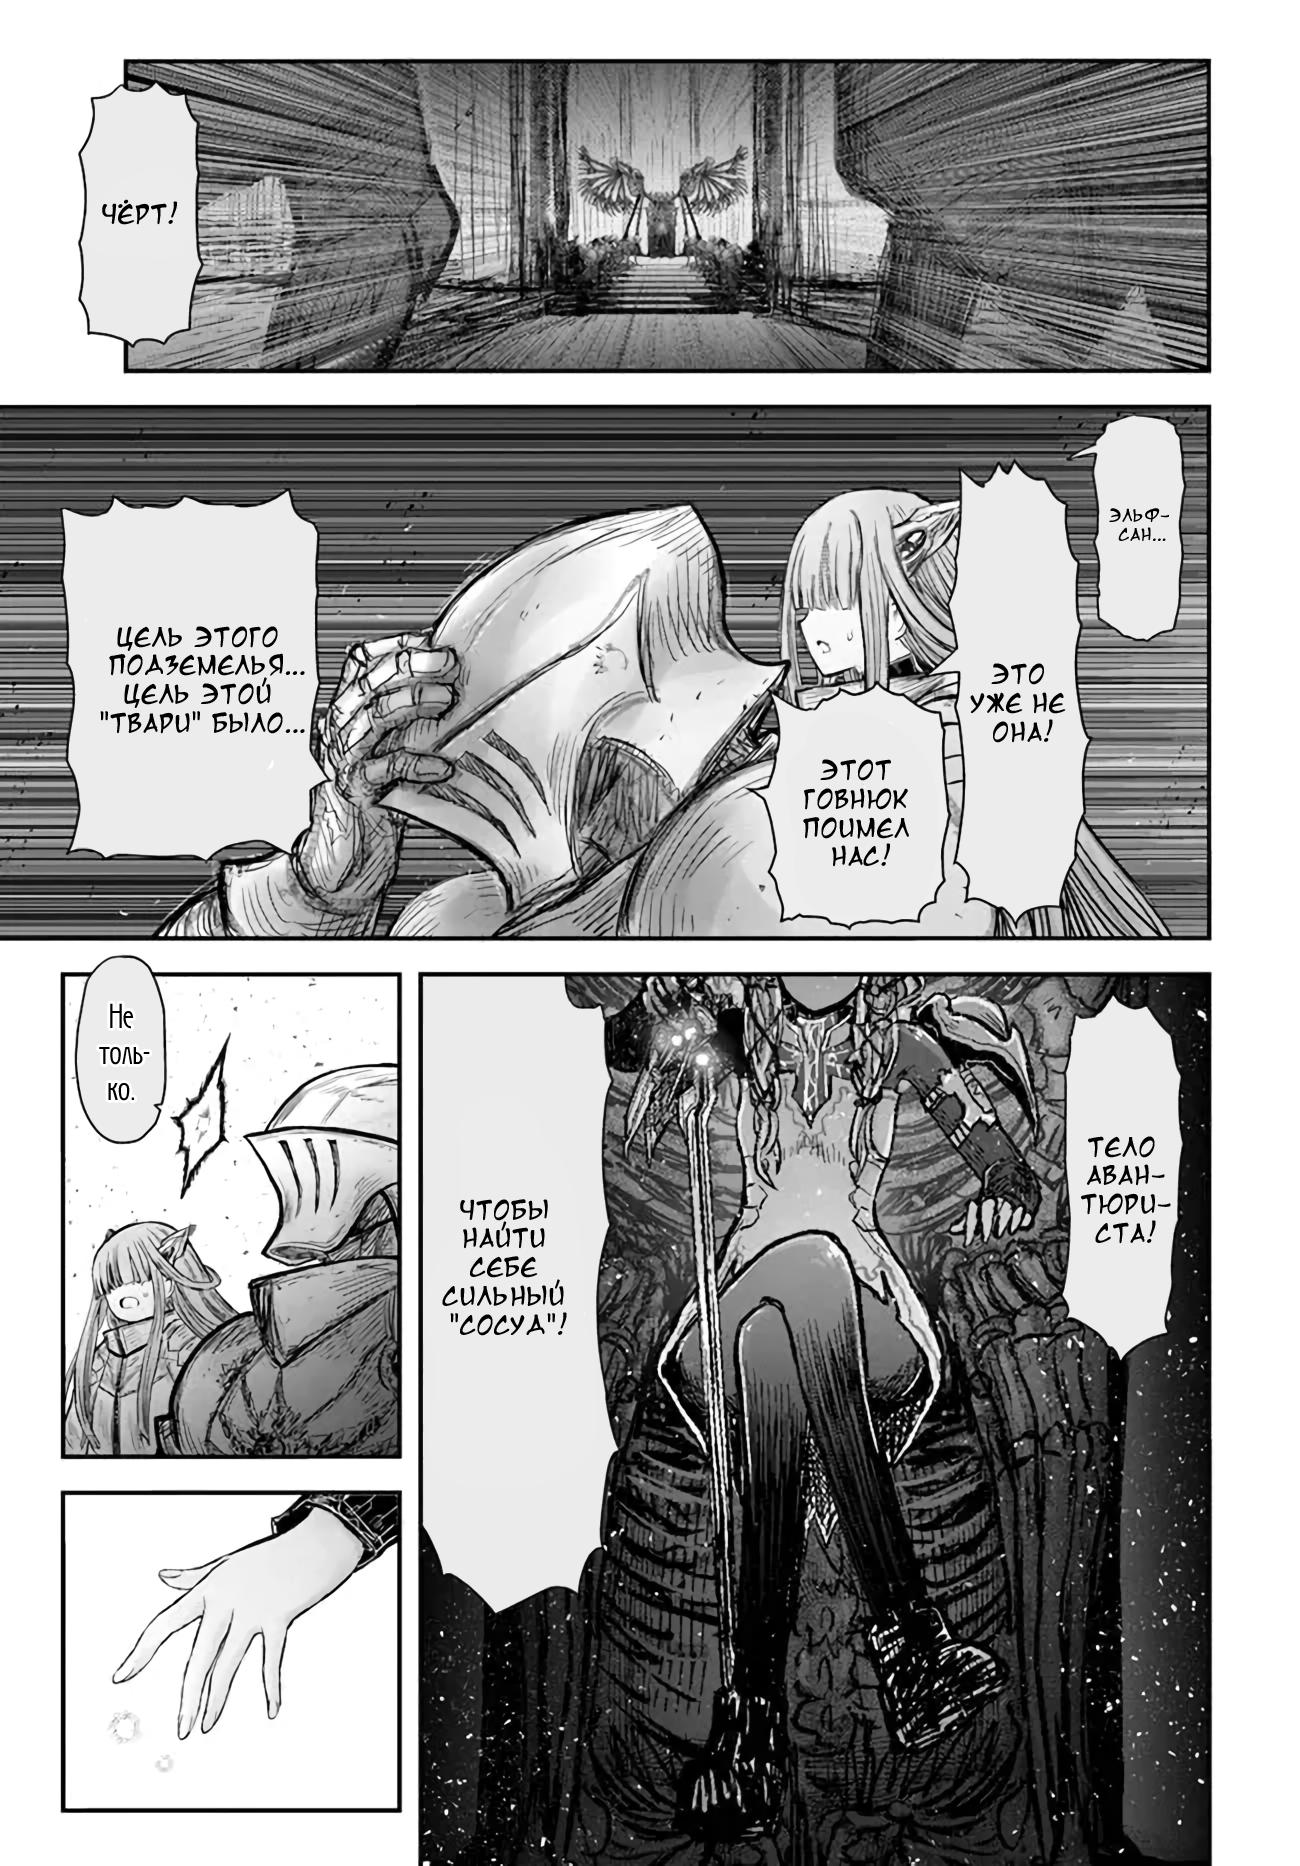 ЧЁРТ!
ЭЛЬФ-
САН...
ЭТО
УЖЕ НЕ
ОНА!
ЭТОТ
ГОВНЮК
ПОИМЕЛ
НАС!
ЦЕЛЬ ЭТОГО
ПОДЗЕМЕЛЬЯ...
ЦЕЛЬ ЭТОЙ
"ТВАРИ" БЫЛО...
ТЕЛО
АВАН-
ТЮРИ-
СТА!
ЧТОБЫ
НАЙТИ
СЕБЕ
СИЛЬНЫЙ
"СОСУД"!
Не
толь-
ко.